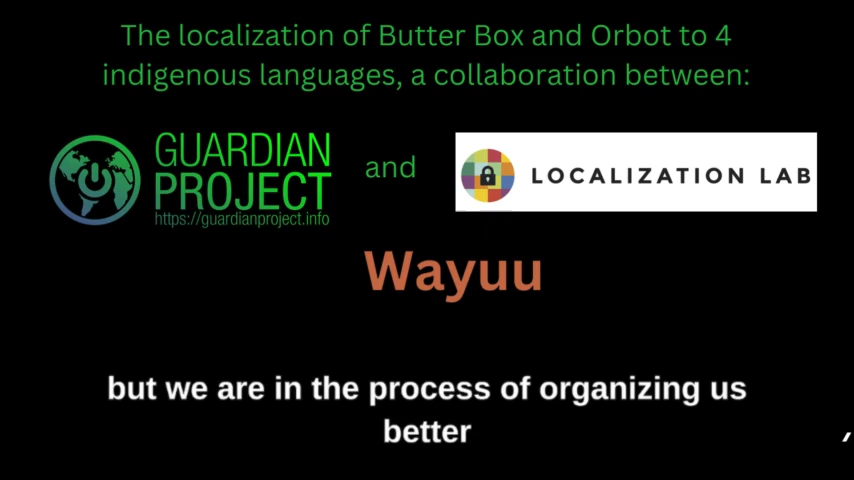 The localization of Butter Box and Orbot to 4
indigenous languages, a collaboration between:
GUARDIAN
PROJECT
https://guardianproject.info
and
LOCALIZATION LAB
Wayuu
but we are in the process of organizing us
better